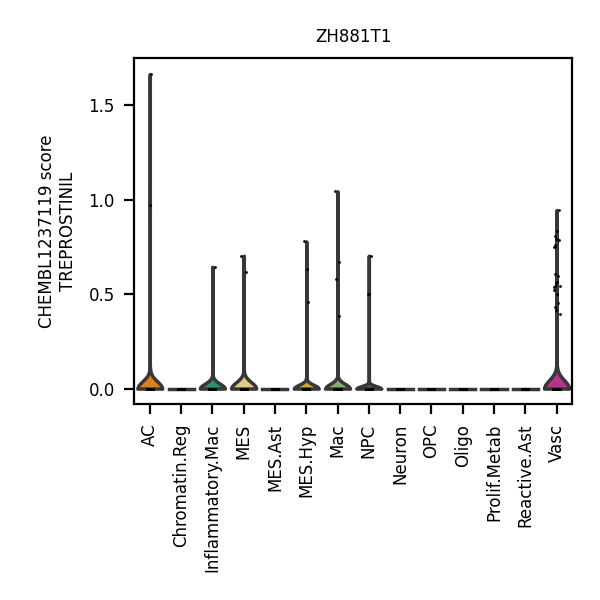 ZH881T1
CHEMBL1237119 score
TREPROSTINIL
1.5
1.0
0.5
0.0
AC
Chromatin.Reg
Inflammatory.Mac
MES
MES.Ast
MES.Hyp
Mac
NPC
Neuron
OPC
Oligo
Prolif.Metab
Reactive.Ast
Vasc